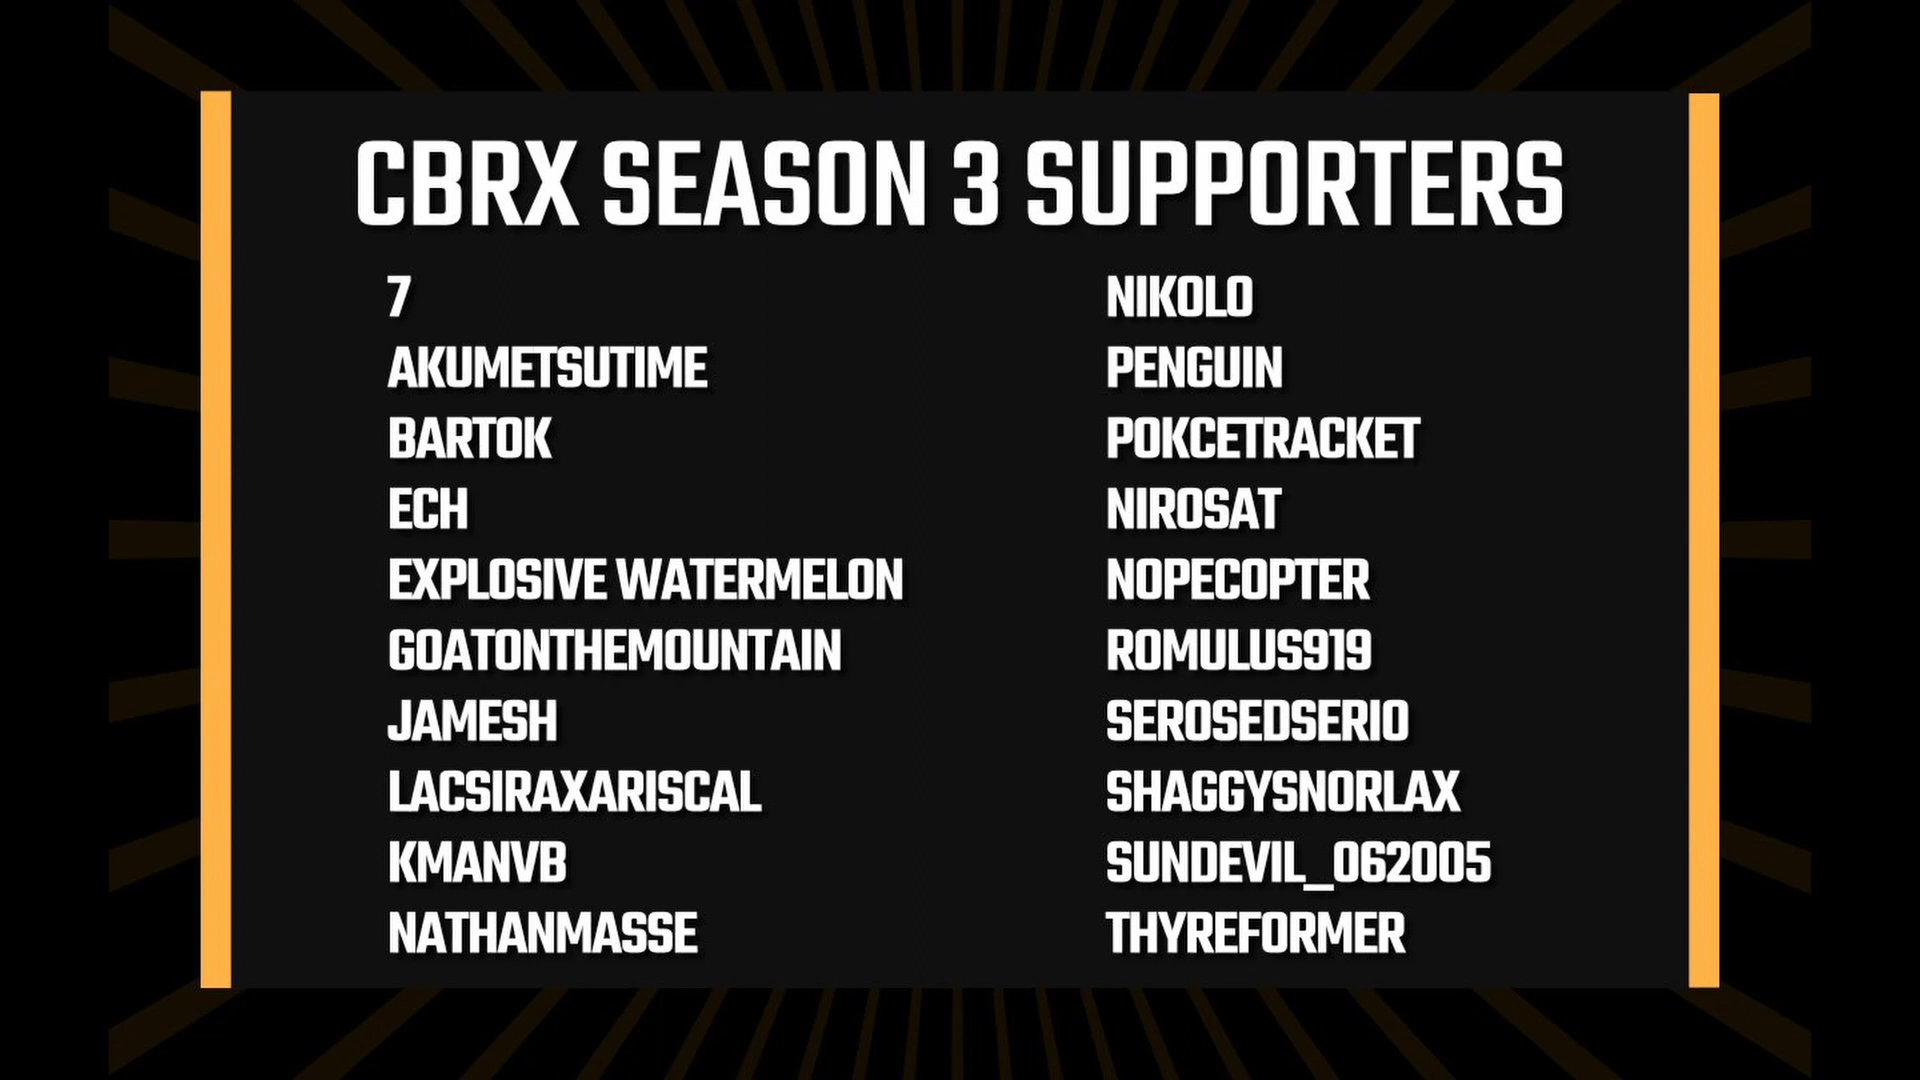 CBRX SEASON 3 SUPPORTERS
7
AKUMETSUTIME
BARTOK
ECH
EXPLOSIVE WATERMELON
GOATONTHEMOUNTAIN
JAMESH
LACSIRAXARISCAL
KMANVB
NATHANMASSE
NIKOLO
PENGUIN
POKCETRACKET
NIROSAT
NOPECOPTER
ROMULUS919
SEROSEDSERIO
SHAGGYSNORLAX
SUNDEVIL_062005
THYREFORMER